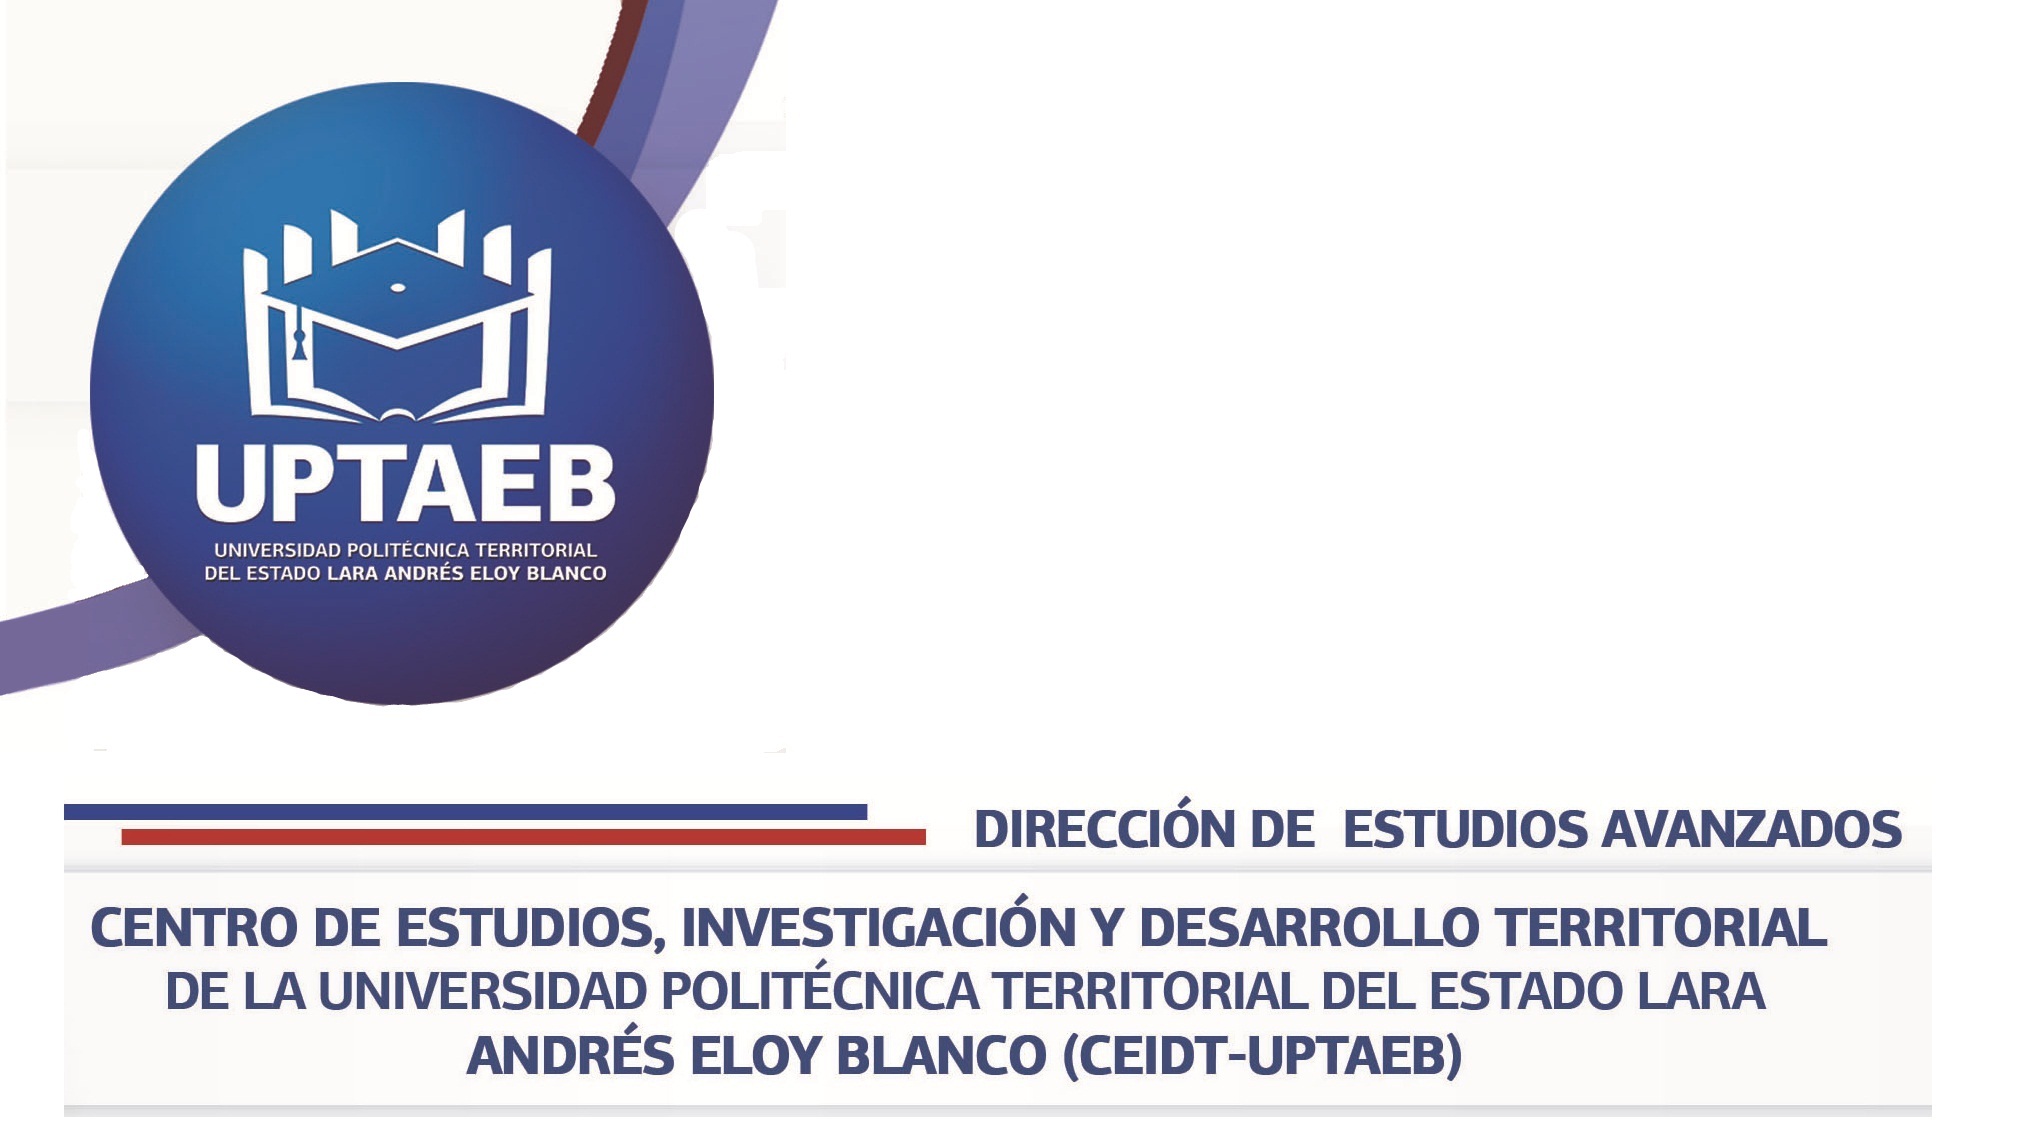 UPTAEB
UNIVERSIDAD POLITÉCNICA TERRITORIAL
DEL ESTADO LARA ANDRÉS ELOY BLANCO
DIRECCIÓN DE ESTUDIOS AVANZADOS
CENTRO DE ESTUDIOS, INVESTIGACIÓN Y DESARROLLO TERRITORIAL
DE LA UNIVERSIDAD POLITÉCNICA TERRITORIAL DEL ESTADO LARA
ANDRÉS ELOY BLANCO (CEIDT-UPTAEB)